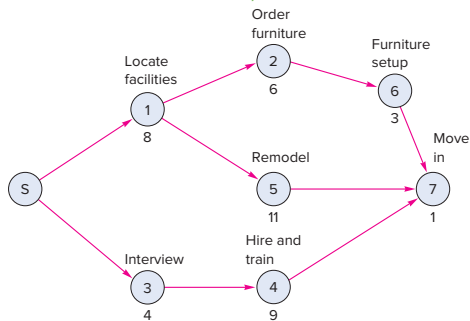 Order
furniture
2
6
Furniture
setup
6
3
Locate
facilities
1
8
Move
in
7
1
S
Remodel
5
11
Interview
3
4
Hire and
train
4
9